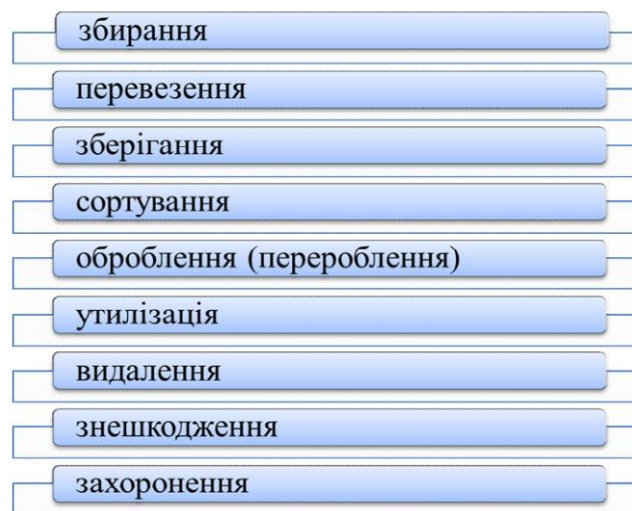 збирання
перевезення
зберігання
сортування
оброблення (перероблення)
утилізація
видалення
знешкодження
захоронення